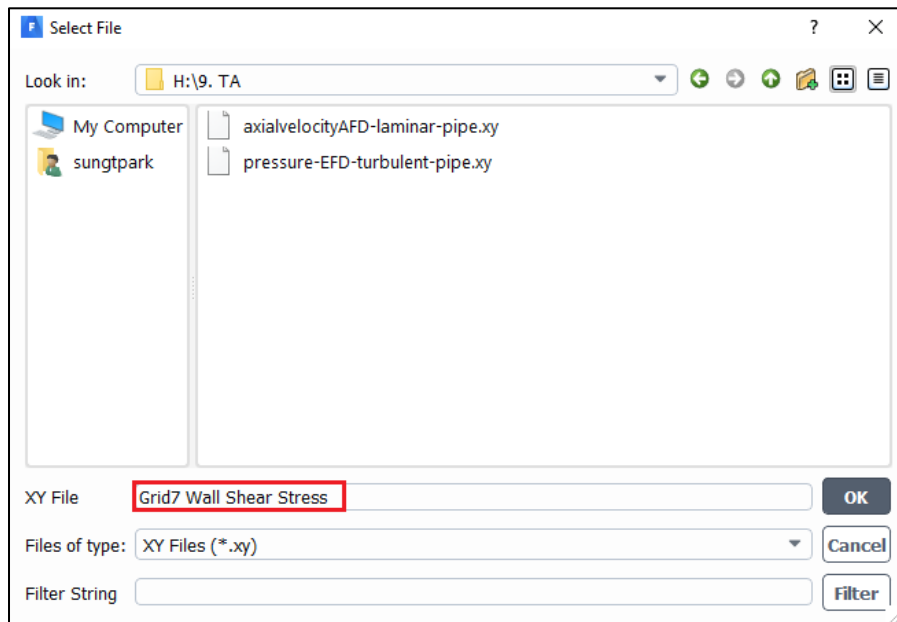 F Select File ?
Look in: H:\9. TA
My Computer
sungtpark
axialvelocityAFD-laminar-pipe.xy
pressure-EFD-turbulent-pipe.xy
XY File Grid7 Wall Shear Stress OK
Files of type: XY Files (*.xy) Cancel
Filter String Filter